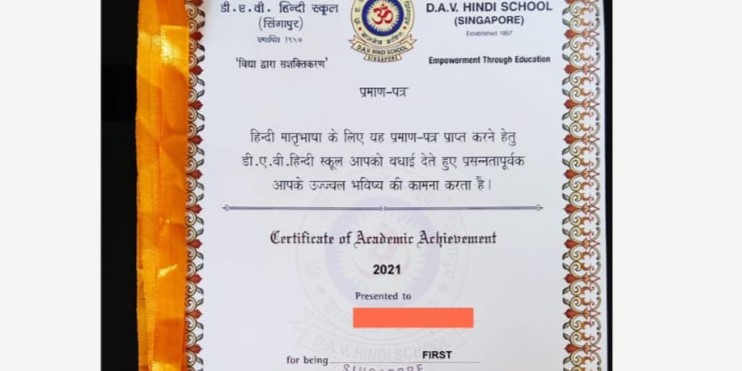 डी.ए.वी. हिन्दी स्कूल
(सिंगापुर)
स्थापित १९५७
'विद्या द्वारा सशक्तिकरण'
ॐ
D.A.V. HINDI SCHOOL
SINGAPORE
D.A.V. HINDI SCHOOL
(SINGAPORE)
Established 1957
Empowerment Through Education
प्रमाण-पत्र
हिन्दी मातृभाषा के लिए यह प्रमाण-पत्र प्राप्त करने हेतु
डी.ए.वी.हिन्दी स्कूल आपको बधाई देते हुए प्रसन्नतापूर्वक
आपके उज्ज्वल भविष्य की कामना करता है।
Certificate of Academic Achievement
2021
Presented to
D.A.V. HINDI SCHOOL
for being FIRST
SINGAPORE